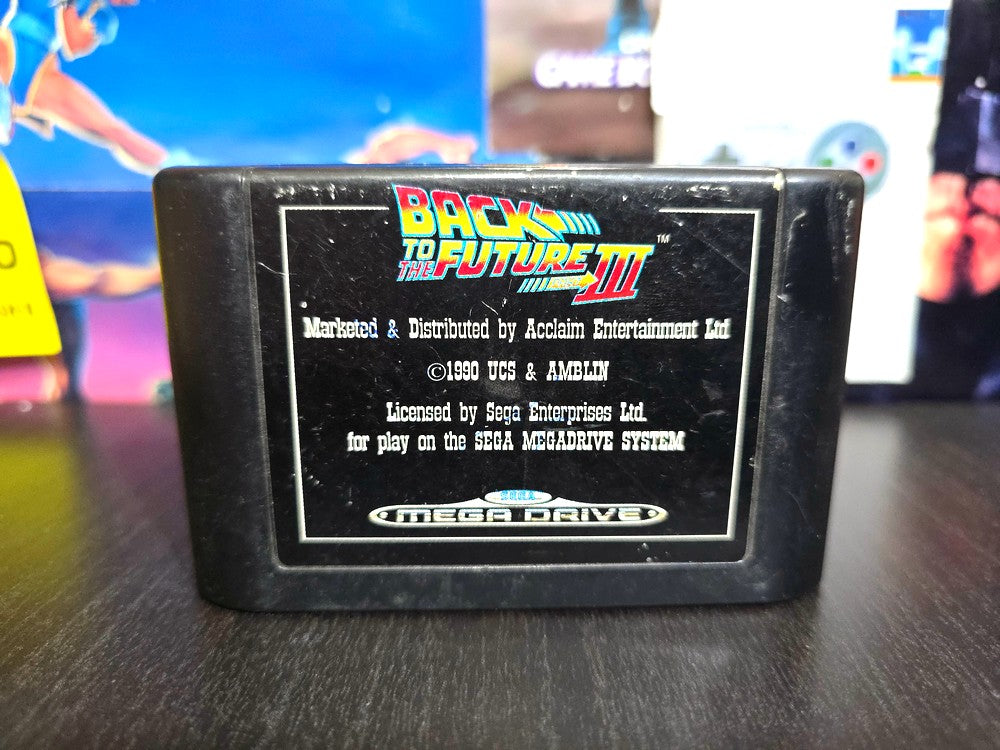 BACK
TO THE FUTURE III ™
Marketed & Distributed by Acclaim Entertainment Ltd
©1990 UCS & AMBLIN
Licensed by Sega Enterprises Ltd.
for play on the SEGA MEGADRIVE SYSTEM
SEGA
MEGA DRIVE